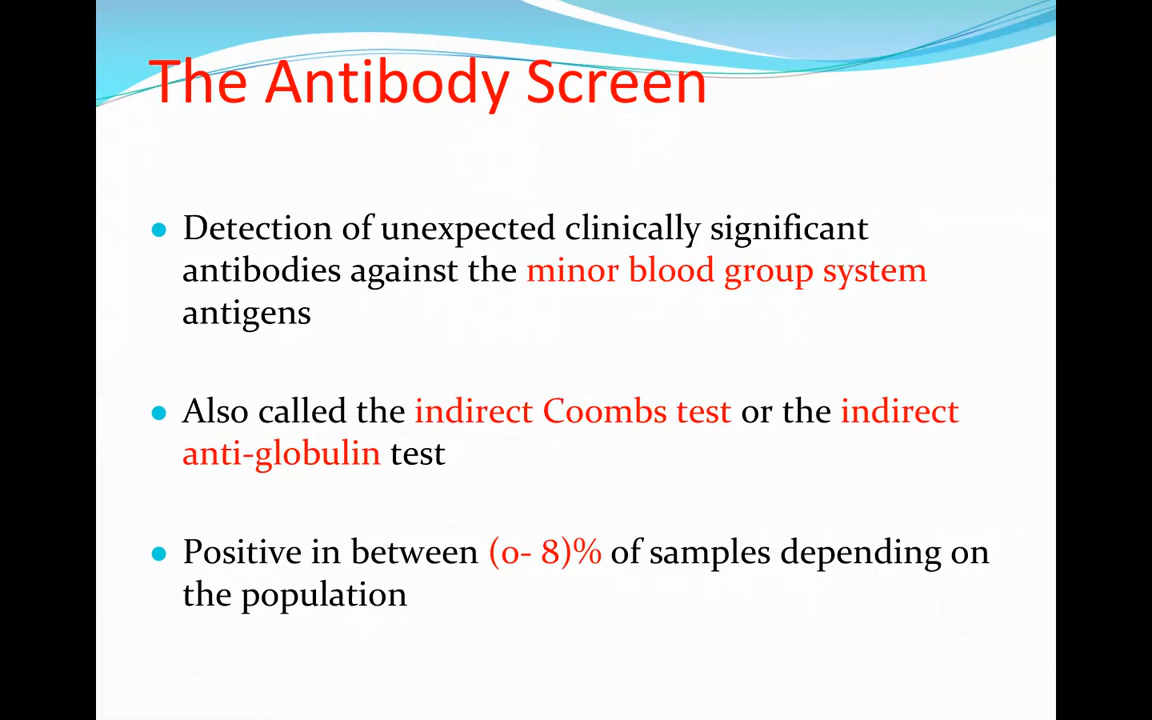 The Antibody Screen
• Detection of unexpected clinically significant
antibodies against the minor blood group system
antigens
• Also called the indirect Coombs test or the indirect
anti-globulin test
• Positive in between (0- 8)% of samples depending on
the population